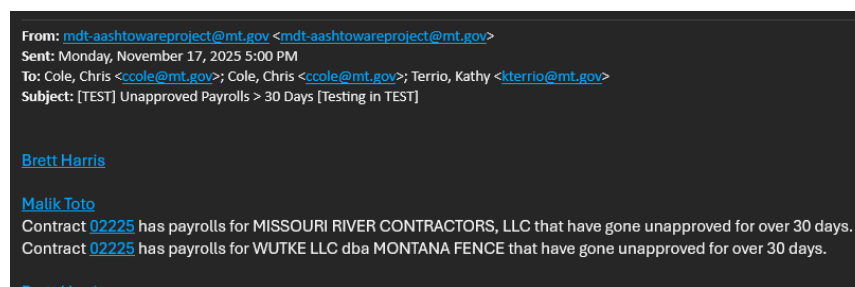 From: mdt-aashtowareproject@mt.gov <mdt-aashtowareproject@mt.gov>
Sent: Monday, November 17, 2025 5:00 PM
To: Cole, Chris <ccole@mt.gov>; Cole, Chris <ccole@mt.gov>; Terrio, Kathy <kterrio@mt.gov>
Subject: [TEST] Unapproved Payrolls > 30 Days [Testing in TEST]
Brett Harris
Malik Toto
Contract 02225 has payrolls for MISSOURI RIVER CONTRACTORS, LLC that have gone unapproved for over 30 days.
Contract 02225 has payrolls for WUTKE LLC dba MONTANA FENCE that have gone unapproved for over 30 days.